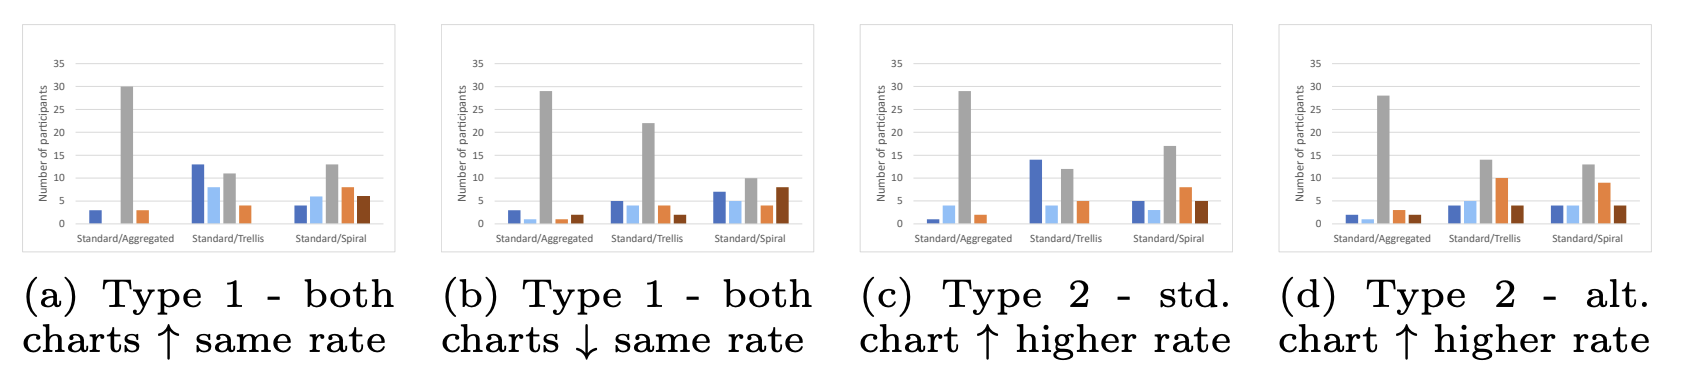 Number of participants
35
30
25
20
15
10
5
0
Standard/Aggregated Standard/Trellis Standard/Spiral
(a) Type 1 - both
charts ↑ same rate
Number of participants
35
30
25
20
15
10
5
0
Standard/Aggregated Standard/Trellis Standard/Spiral
(b) Type 1 - both
charts ↓ same rate
Number of participants
35
30
25
20
15
10
5
0
Standard/Aggregated Standard/Trellis Standard/Spiral
(c) Type 2 - std.
chart ↑ higher rate
Number of participants
35
30
25
20
15
10
5
0
Standard/Aggregated Standard/Trellis Standard/Spiral
(d) Type 2 - alt.
chart ↑ higher rate